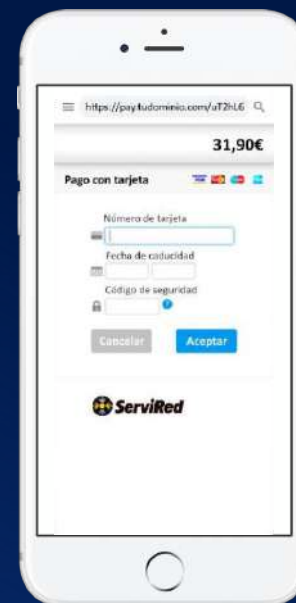 https://pay.tudominio.com/uT2hL6
31,90€
Pago con tarjeta
Número de tarjeta
Fecha de caducidad
Código de seguridad
Cancelar
Aceptar
ServiRed